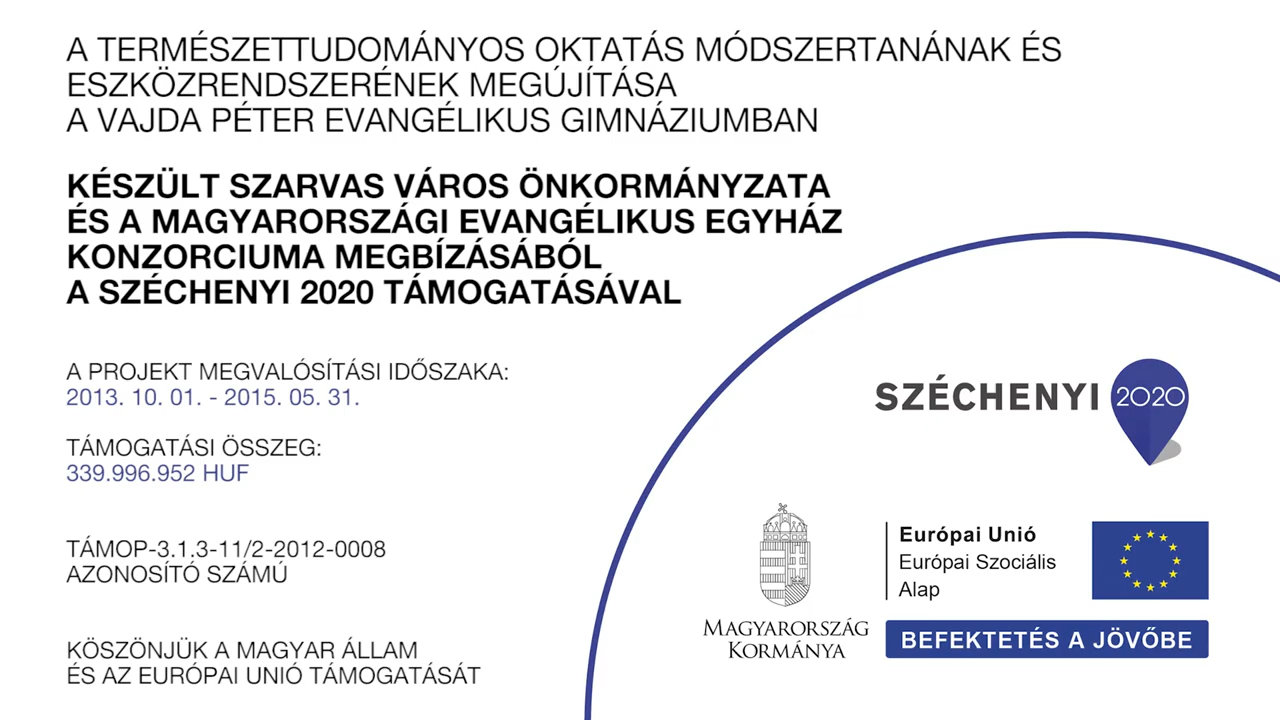 A TERMÉSZETTUDOMÁNYOS OKTATÁS MÓDSZERTANÁNAK ÉS
ESZKÖZRENDSZERÉNEK MEGÚJÍTÁSA
A VAJDA PÉTER EVANGÉLIKUS GIMNÁZIUMBAN
KÉSZÜLT SZARVAS VÁROS ÖNKORMÁNYZATA
ÉS A MAGYARORSZÁGI EVANGÉLIKUS EGYHÁZ
KONZORCIUMA MEGBÍZÁSÁBÓL
A SZÉCHENYI 2020 TÁMOGATÁSÁVAL
A PROJEKT MEGVALÓSÍTÁSI IDŐSZAKA:
2013. 10. 01. - 2015. 05. 31.
TÁMOGATÁSI ÖSSZEG:
339.996.952 HUF
TÁMOP-3.1.3-11/2-2012-0008
AZONOSÍTÓ SZÁMÚ
KÖSZÖNJÜK A MAGYAR ÁLLAM
ÉS AZ EURÓPAI UNIÓ TÁMOGATÁSÁT
SZÉCHENYI 2020
MAGYARORSZÁG
KORMÁNYA
Európai Unió
Európai Szociális
Alap
BEFEKTETÉS A JÖVŐBE